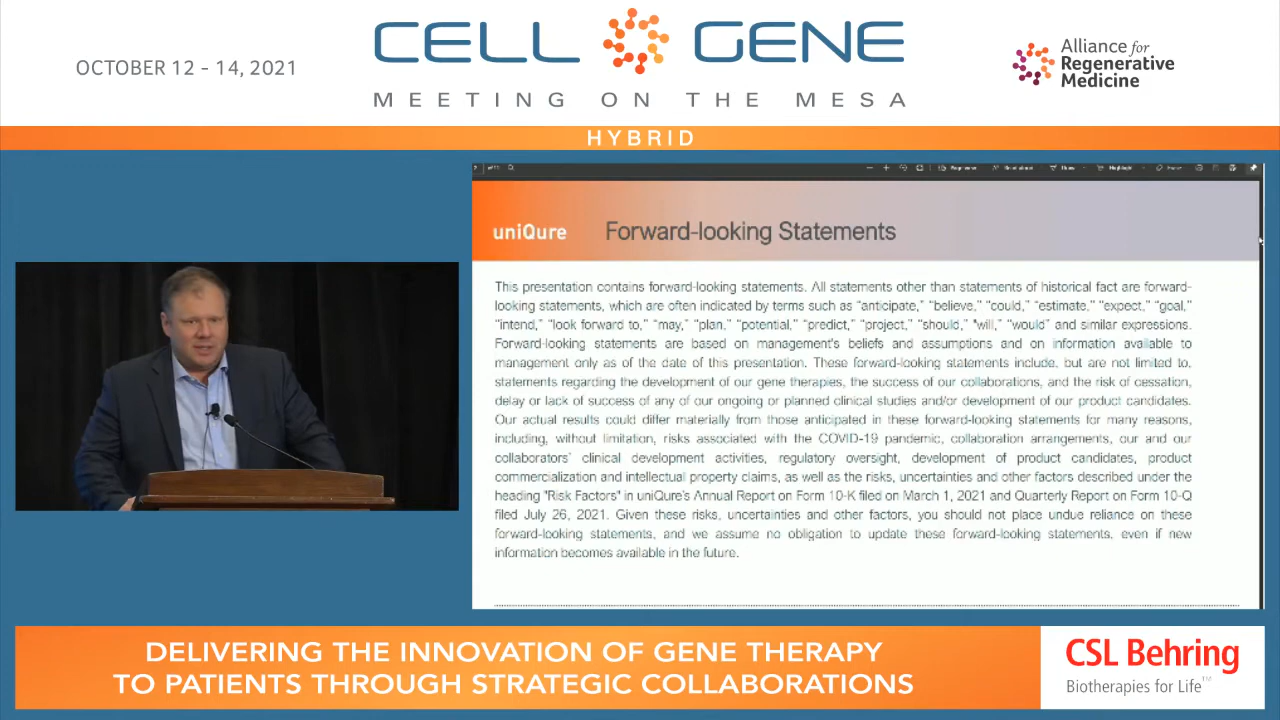 OCTOBER 12 - 14, 2021
CELL GENE
MEETING ON THE MESA
Alliance for
Regenerative
Medicine
HYBRID
uniQure
Forward-looking Statements
This presentation contains forward-looking statements. All statements other than statements of historical fact are forward-
looking statements, which are often indicated by terms such as “anticipate,” “believe,” “could,” “estimate,” “expect,” “goal,”
“intend,” “look forward to,” “may,” “plan,” “potential,” “predict,” “project,” “should,” “will,” “would” and similar expressions.
Forward-looking statements are based on management's beliefs and assumptions and on information available to
management only as of the date of this presentation. These forward-looking statements include, but are not limited to,
statements regarding the development of our gene therapies, the success of our collaborations, and the risk of cessation,
delay or lack of success of any of our ongoing or planned clinical studies and/or development of our product candidates.
Our actual results could differ materially from those anticipated in these forward-looking statements for many reasons,
including, without limitation, risks associated with the COVID-19 pandemic, collaboration arrangements, our and our
collaborators' clinical development activities, regulatory oversight, development of product candidates, product
commercialization and intellectual property claims, as well as the risks, uncertainties and other factors described under the
heading "Risk Factors" in uniQure's Annual Report on Form 10-K filed on March 1, 2021 and Quarterly Report on Form 10-Q
filed July 26, 2021. Given these risks, uncertainties and other factors, you should not place undue reliance on these
forward-looking statements, and we assume no obligation to update these forward-looking statements, even if new
information becomes available in the future.
DELIVERING THE INNOVATION OF GENE THERAPY
TO PATIENTS THROUGH STRATEGIC COLLABORATIONS
CSL Behring
Biotherapies for Life™